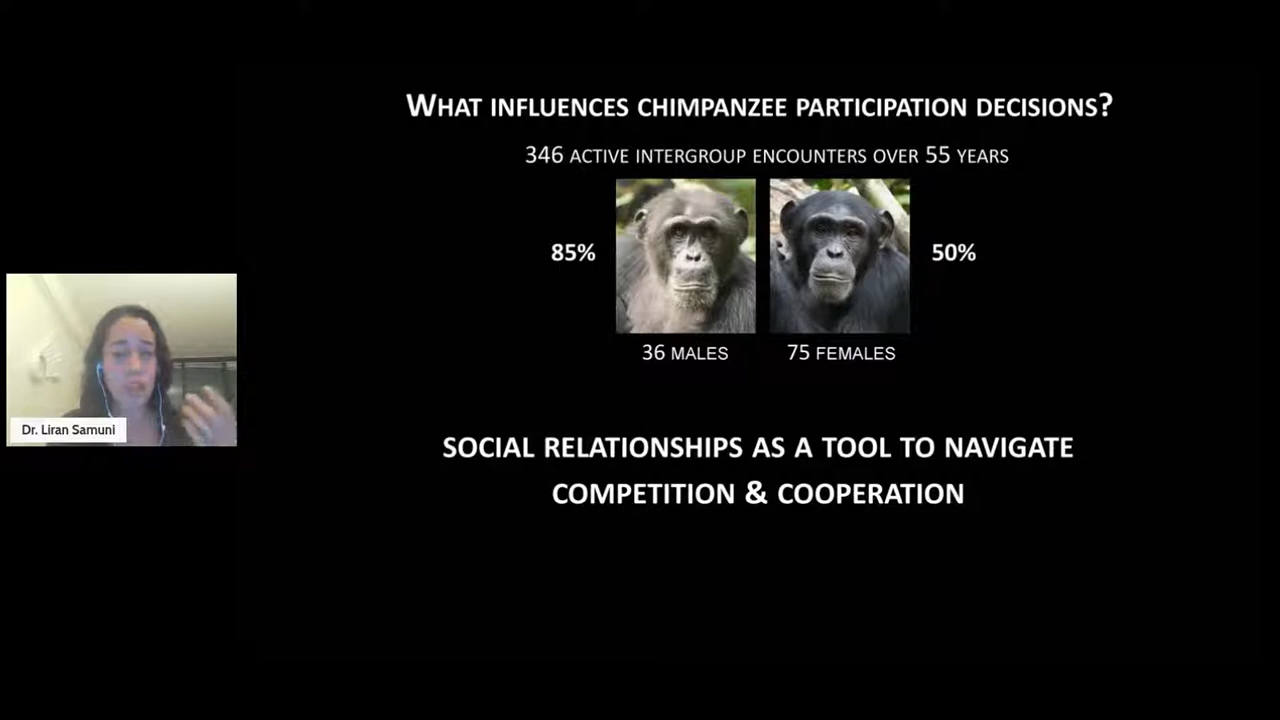 WHAT INFLUENCES CHIMPANZEE PARTICIPATION DECISIONS?
346 ACTIVE INTERGROUP ENCOUNTERS OVER 55 YEARS
85%
50%
36 MALES
75 FEMALES
Dr. Liran Samuni
SOCIAL RELATIONSHIPS AS A TOOL TO NAVIGATE
COMPETITION & COOPERATION